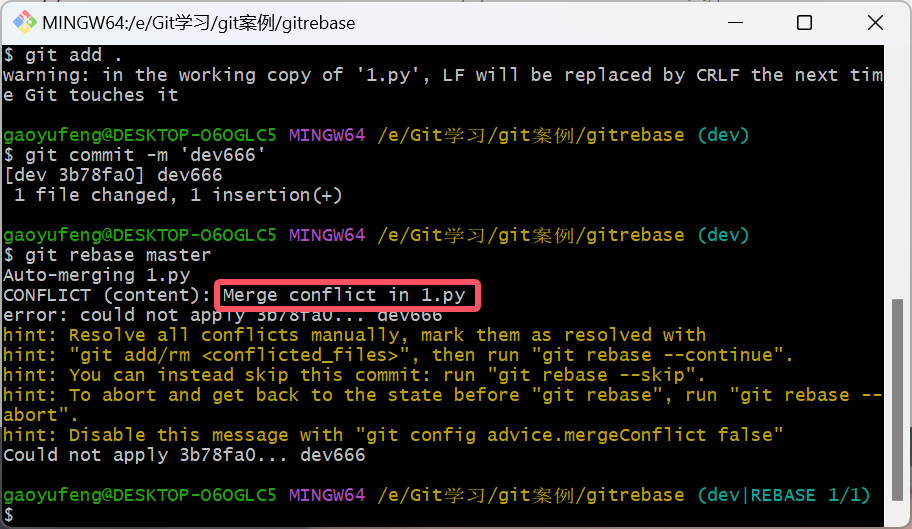 MINGW64:/e/Git学习/git案例/gitrebase
$ git add .
warning: in the working copy of '1.py', LF will be replaced by CRLF the next tim
e Git touches it
gaoyufeng@DESKTOP-O6OGLC5 MINGW64 /e/Git学习/git案例/gitrebase (dev)
$ git commit -m 'dev666'
[dev 3b78fa0] dev666
 1 file changed, 1 insertion(+)
gaoyufeng@DESKTOP-O6OGLC5 MINGW64 /e/Git学习/git案例/gitrebase (dev)
$ git rebase master
Auto-merging 1.py
CONFLICT (content): Merge conflict in 1.py
error: could not apply 3b78fa0... dev666
hint: Resolve all conflicts manually, mark them as resolved with
hint: "git add/rm <conflicted_files>", then run "git rebase --continue".
hint: You can instead skip this commit: run "git rebase --skip".
hint: To abort and get back to the state before "git rebase", run "git rebase --
abort".
hint: Disable this message with "git config advice.mergeConflict false"
Could not apply 3b78fa0... dev666
gaoyufeng@DESKTOP-O6OGLC5 MINGW64 /e/Git学习/git案例/gitrebase (dev|REBASE 1/1)
$